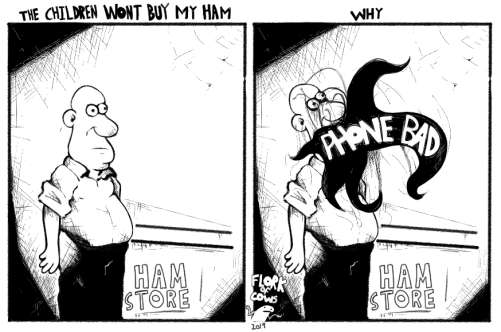 THE CHILDREN WONT BUY MY HAM
WHY
PHONE BAD
HAM
STORE
HAM
STORE
FLORK
OF
COWS
2019